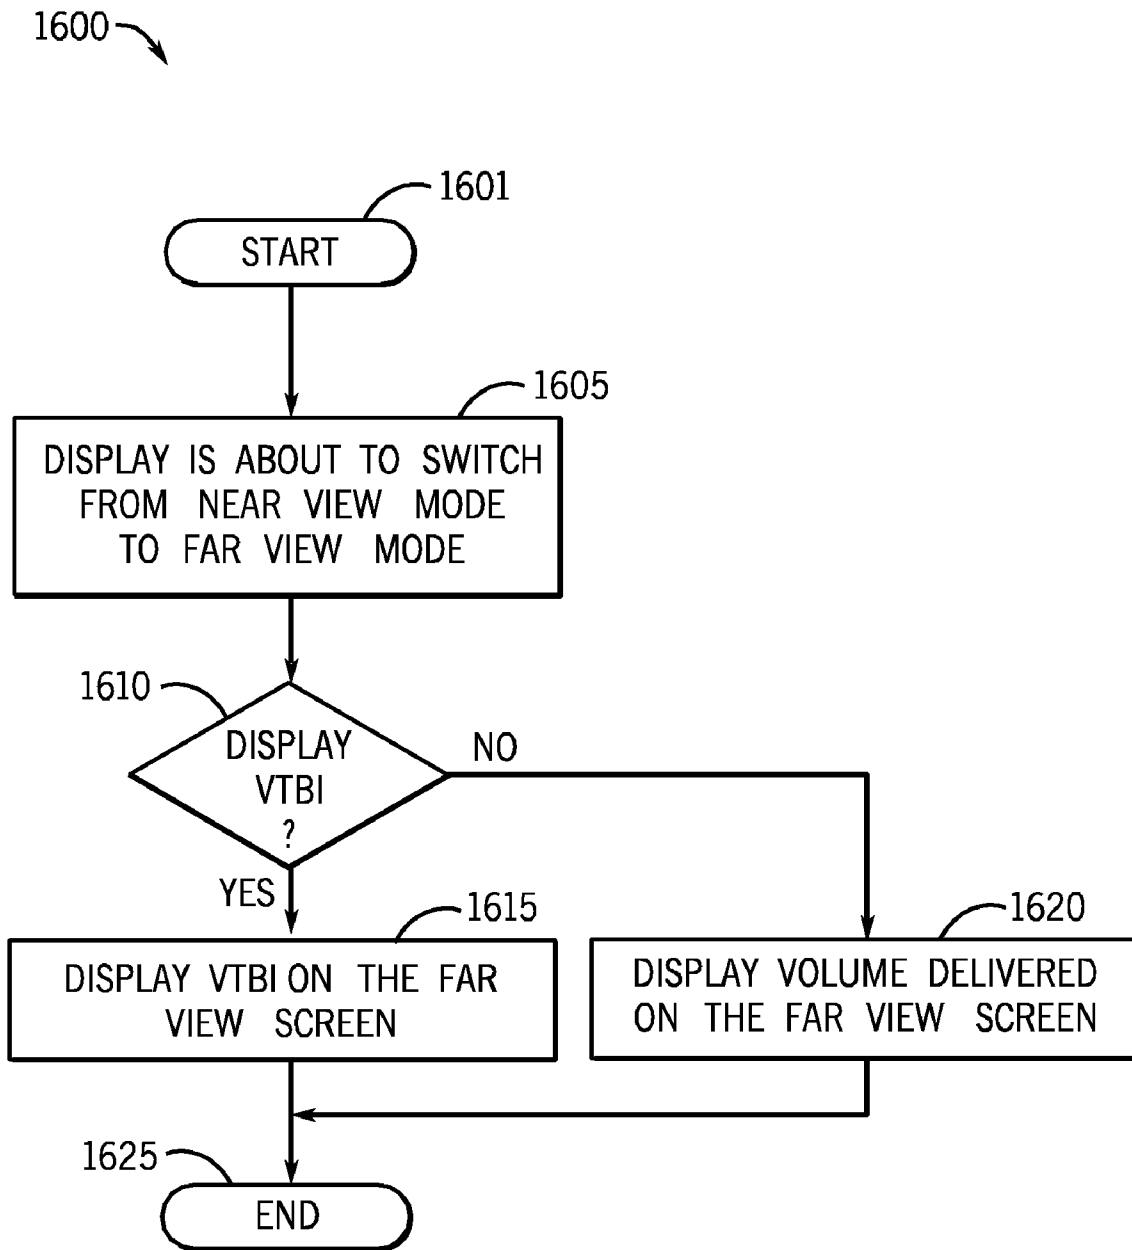 1600
1601
START
1605
DISPLAY IS ABOUT TO SWITCH
FROM NEAR VIEW MODE
TO FAR VIEW MODE
1610
DISPLAY
VTBI
?
NO
YES
1615
DISPLAY VTBI ON THE FAR
VIEW SCREEN
1620
DISPLAY VOLUME DELIVERED
ON THE FAR VIEW SCREEN
1625
END